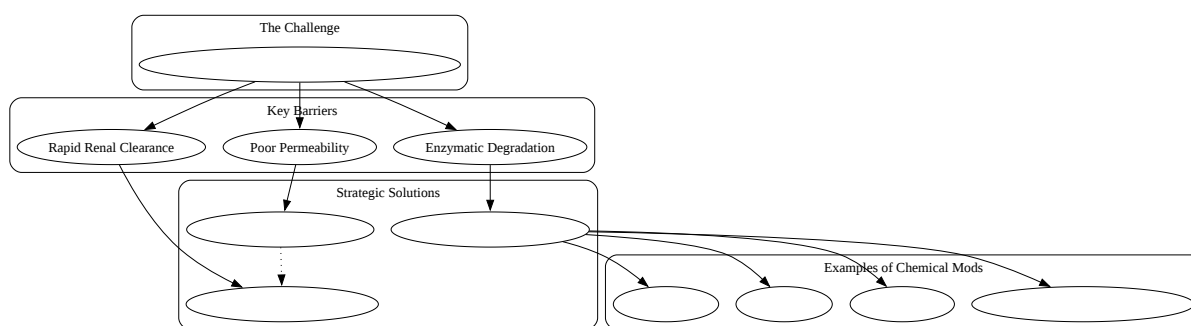 The Challenge
Key Barriers
Rapid Renal Clearance
Poor Permeability
Enzymatic Degradation
Strategic Solutions
Examples of Chemical Mods